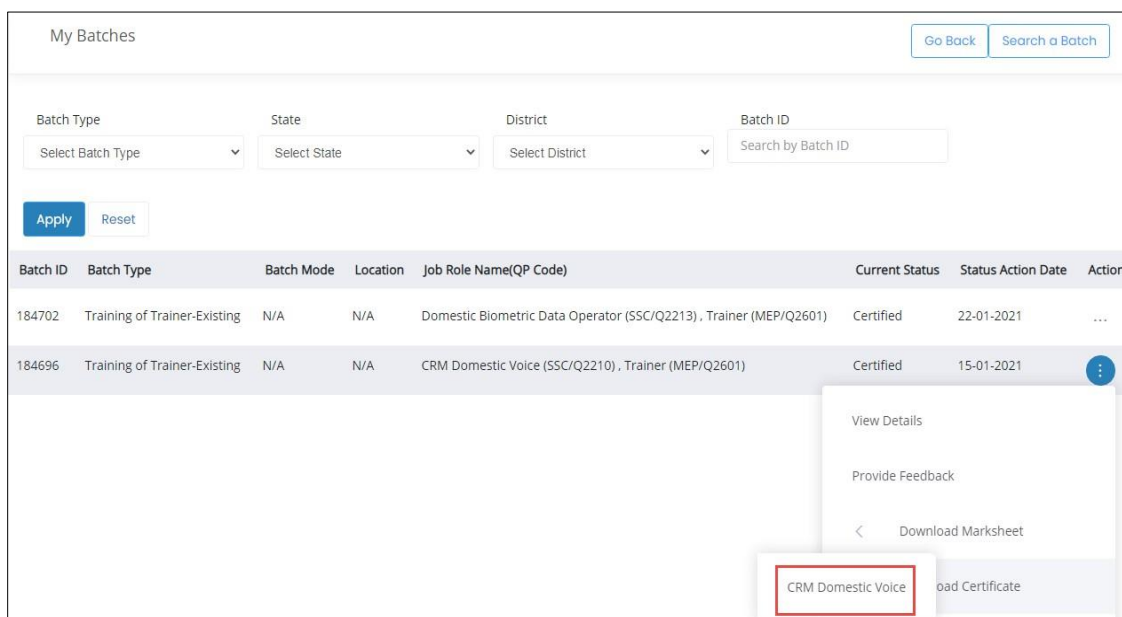 My Batches
Go Back
Search a Batch
Batch Type State District Batch ID
Select Batch Type Select State Select District Search by Batch ID
Apply Reset
Batch ID Batch Type Batch Mode Location Job Role Name(QP Code) Current Status Status Action Date Action
184702 Training of Trainer-Existing N/A N/A Domestic Biometric Data Operator (SSC/Q2213) , Trainer (MEP/Q2601) Certified 22-01-2021 ...
184696 Training of Trainer-Existing N/A N/A CRM Domestic Voice (SSC/Q2210) , Trainer (MEP/Q2601) Certified 15-01-2021
View Details
Provide Feedback
Download Marksheet
CRM Domestic Voice oad Certificate